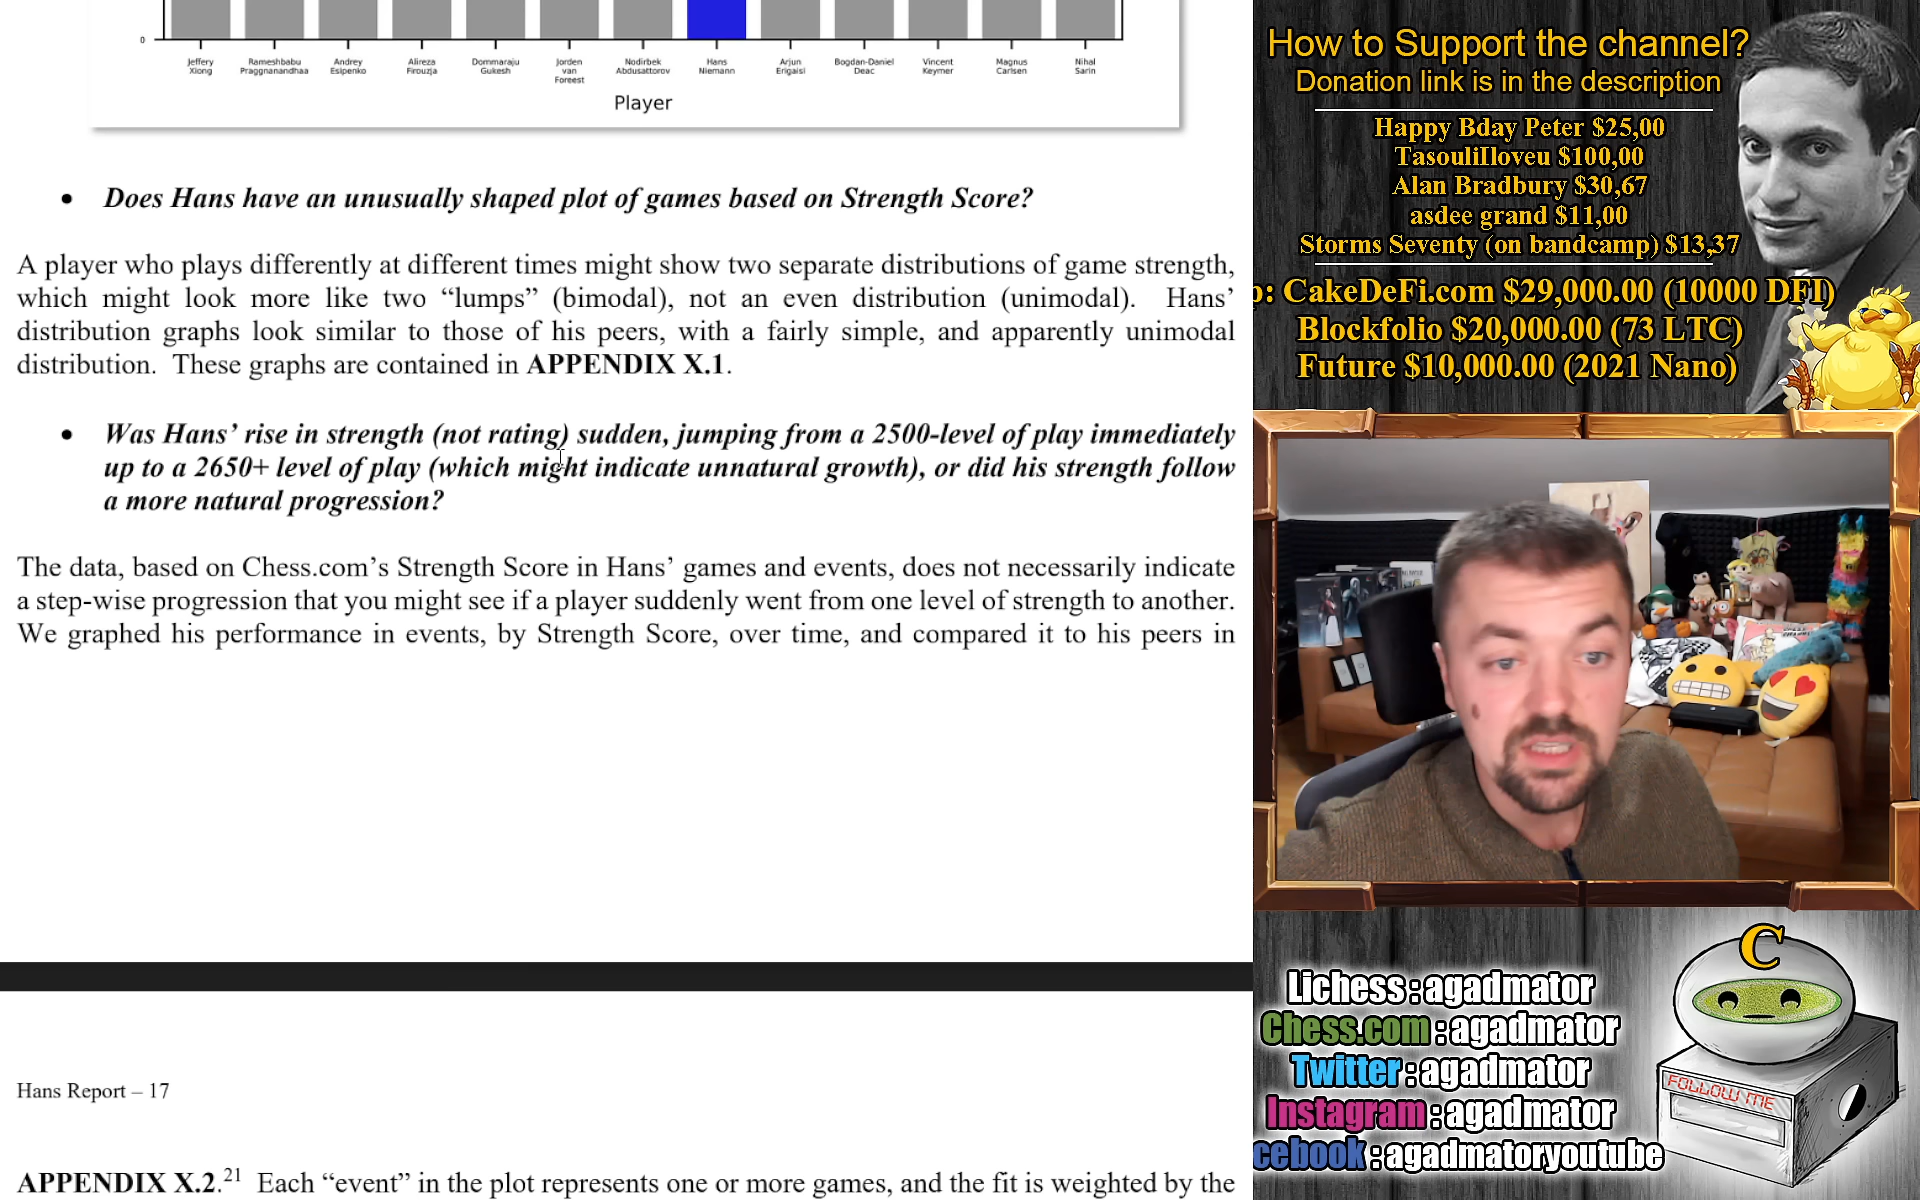 0
Jeffery Xiong
Rameshbabu Praggnanandhaa
Andrey Esipenko
Alireza Firouzja
Dommaraju Gukesh
Jorden van Foreest
Nodirbek Abdusattorov
Hans Niemann
Arjun Erigaisi
Bogdan-Daniel Deac
Vincent Keymer
Magnus Carlsen
Nihal Sarin
Player
• Does Hans have an unusually shaped plot of games based on Strength Score?
A player who plays differently at different times might show two separate distributions of game strength,
which might look more like two “lumps” (bimodal), not an even distribution (unimodal). Hans’
distribution graphs look similar to those of his peers, with a fairly simple, and apparently unimodal
distribution. These graphs are contained in APPENDIX X.1.
• Was Hans’ rise in strength (not rating) sudden, jumping from a 2500-level of play immediately
up to a 2650+ level of play (which might indicate unnatural growth), or did his strength follow
a more natural progression?
The data, based on Chess.com’s Strength Score in Hans’ games and events, does not necessarily indicate
a step-wise progression that you might see if a player suddenly went from one level of strength to another.
We graphed his performance in events, by Strength Score, over time, and compared it to his peers in
Hans Report – 17
APPENDIX X.2.21 Each “event” in the plot represents one or more games, and the fit is weighted by the
How to Support the channel?
Donation link is in the description
Happy Bday Peter $25,00
TasouliIloveu $100,00
Alan Bradbury $30,67
asdee grand $11,00
Storms Seventy (on bandcamp) $13,37
: CakeDeFi.com $29,000.00 (10000 DFI)
Blockfolio $20,000.00 (73 LTC)
Future $10,000.00 (2021 Nano)
C
Lichess:agadmator
Chess.com:agadmator
Twitter:agadmator
Instagram:agadmator
cebook:agadmatoryoutube
FOLLOW ME